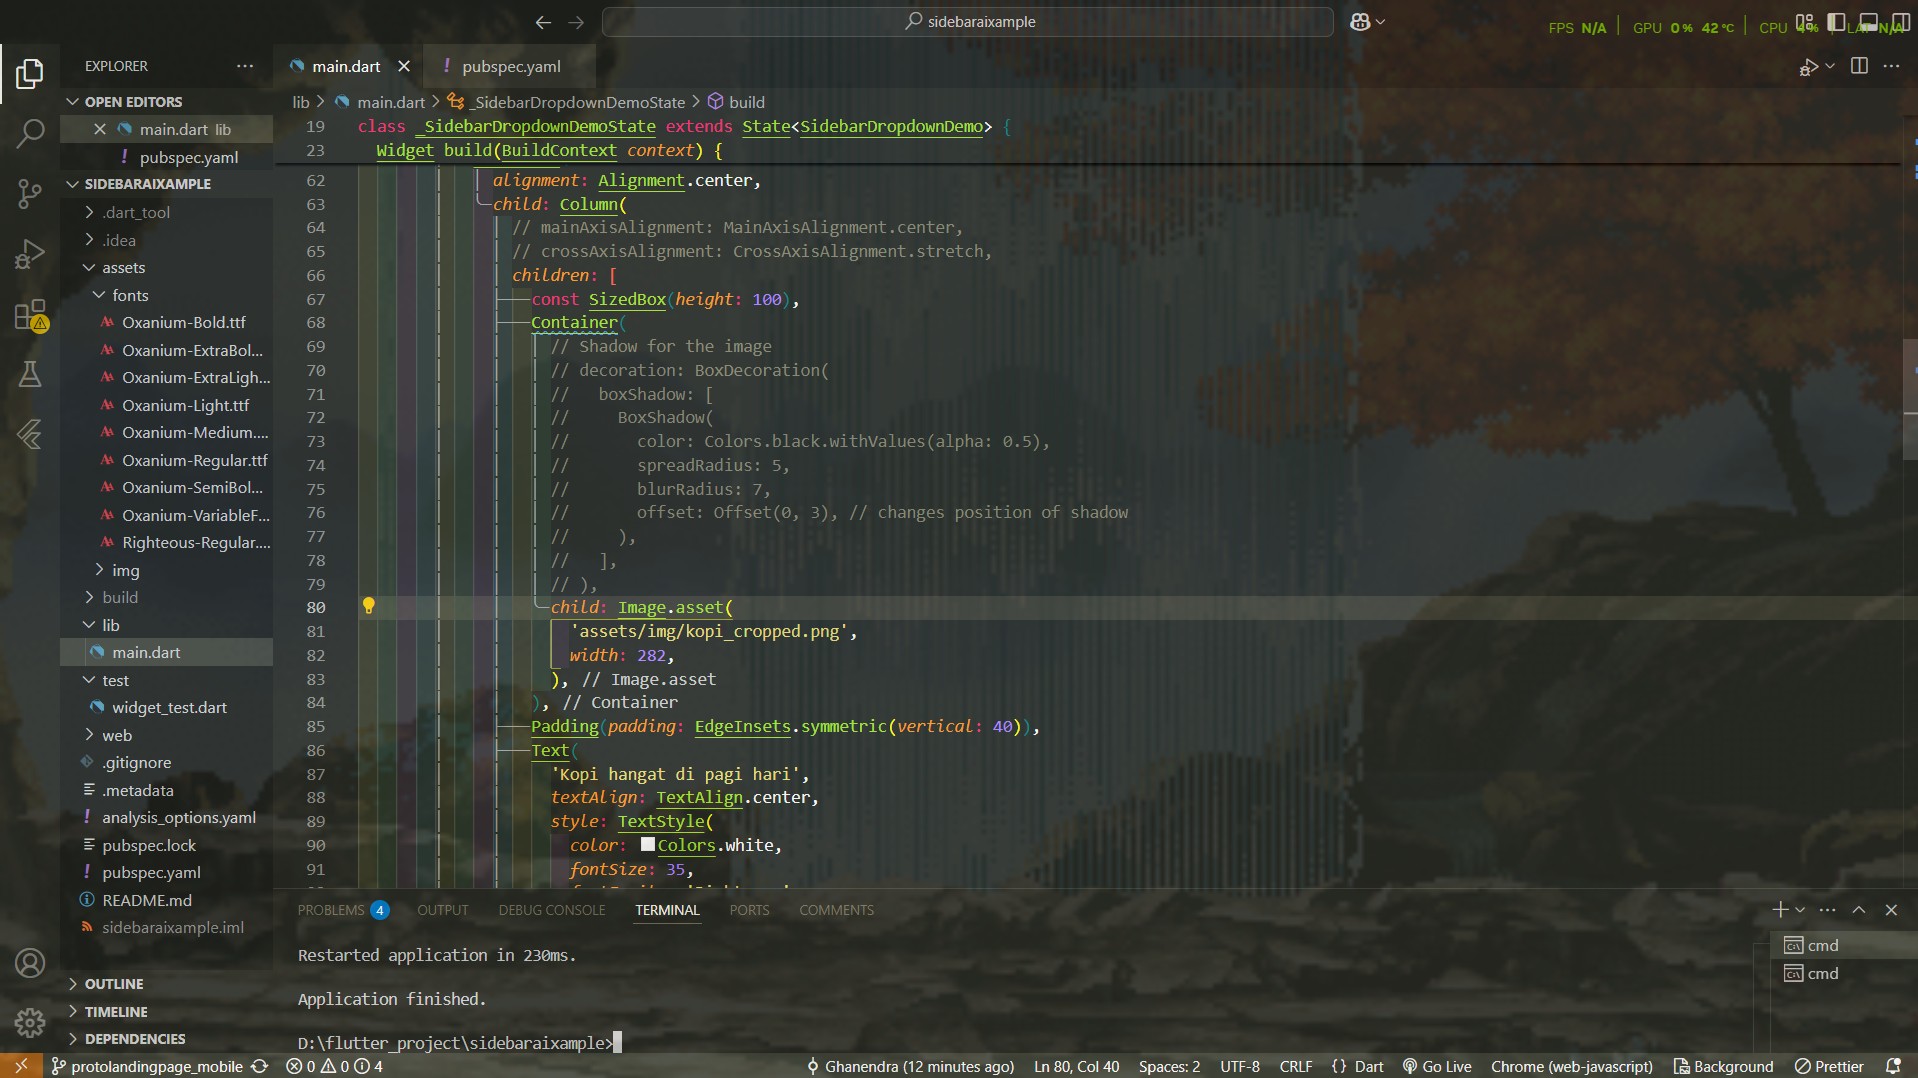 sidebaraixample
FPS N/A GPU 0% 42°C CPU 4% LAT N/A
EXPLORER
main.dart
pubspec.yaml
OPEN EDITORS
main.dart lib
pubspec.yaml
SIDEBARAIXAMPLE
.dart_tool
.idea
assets
fonts
Oxanium-Bold.ttf
Oxanium-ExtraBol...
Oxanium-ExtraLigh...
Oxanium-Light.ttf
Oxanium-Medium....
Oxanium-Regular.ttf
Oxanium-SemiBol...
Oxanium-VariableF...
Righteous-Regular....
img
build
lib
main.dart
test
widget_test.dart
web
.gitignore
.metadata
analysis_options.yaml
pubspec.lock
pubspec.yaml
README.md
sidebaraixample.iml
OUTLINE
TIMELINE
DEPENDENCIES
lib > main.dart > _SidebarDropdownDemoState > build
19 class _SidebarDropdownDemoState extends State<SidebarDropdownDemo> {
23 Widget build(BuildContext context) {
62 alignment: Alignment.center,
63 child: Column(
64 // mainAxisAlignment: MainAxisAlignment.center,
65 // crossAxisAlignment: CrossAxisAlignment.stretch,
66 children: [
67 const SizedBox(height: 100),
68 Container(
69 // Shadow for the image
70 // decoration: BoxDecoration(
71 //   boxShadow: [
72 //     BoxShadow(
73 //       color: Colors.black.withValues(alpha: 0.5),
74 //       spreadRadius: 5,
75 //       blurRadius: 7,
76 //       offset: Offset(0, 3), // changes position of shadow
77 //     ),
78 //   ],
79 // ),
80 child: Image.asset(
81 'assets/img/kopi_cropped.png',
82 width: 282,
83 ), // Image.asset
84 ), // Container
85 Padding(padding: EdgeInsets.symmetric(vertical: 40)),
86 Text(
87 'Kopi hangat di pagi hari',
88 textAlign: TextAlign.center,
89 style: TextStyle(
90 color: Colors.white,
91 fontSize: 35,
PROBLEMS 4 OUTPUT DEBUG CONSOLE TERMINAL PORTS COMMENTS
Restarted application in 230ms.
Application finished.
D:\flutter_project\sidebaraixample>
cmd
cmd
protolandingpage_mobile 0 0 4 Ghanendra (12 minutes ago) Ln 80, Col 40 Spaces: 2 UTF-8 CRLF {} Dart Go Live Chrome (web-javascript) Background Prettier